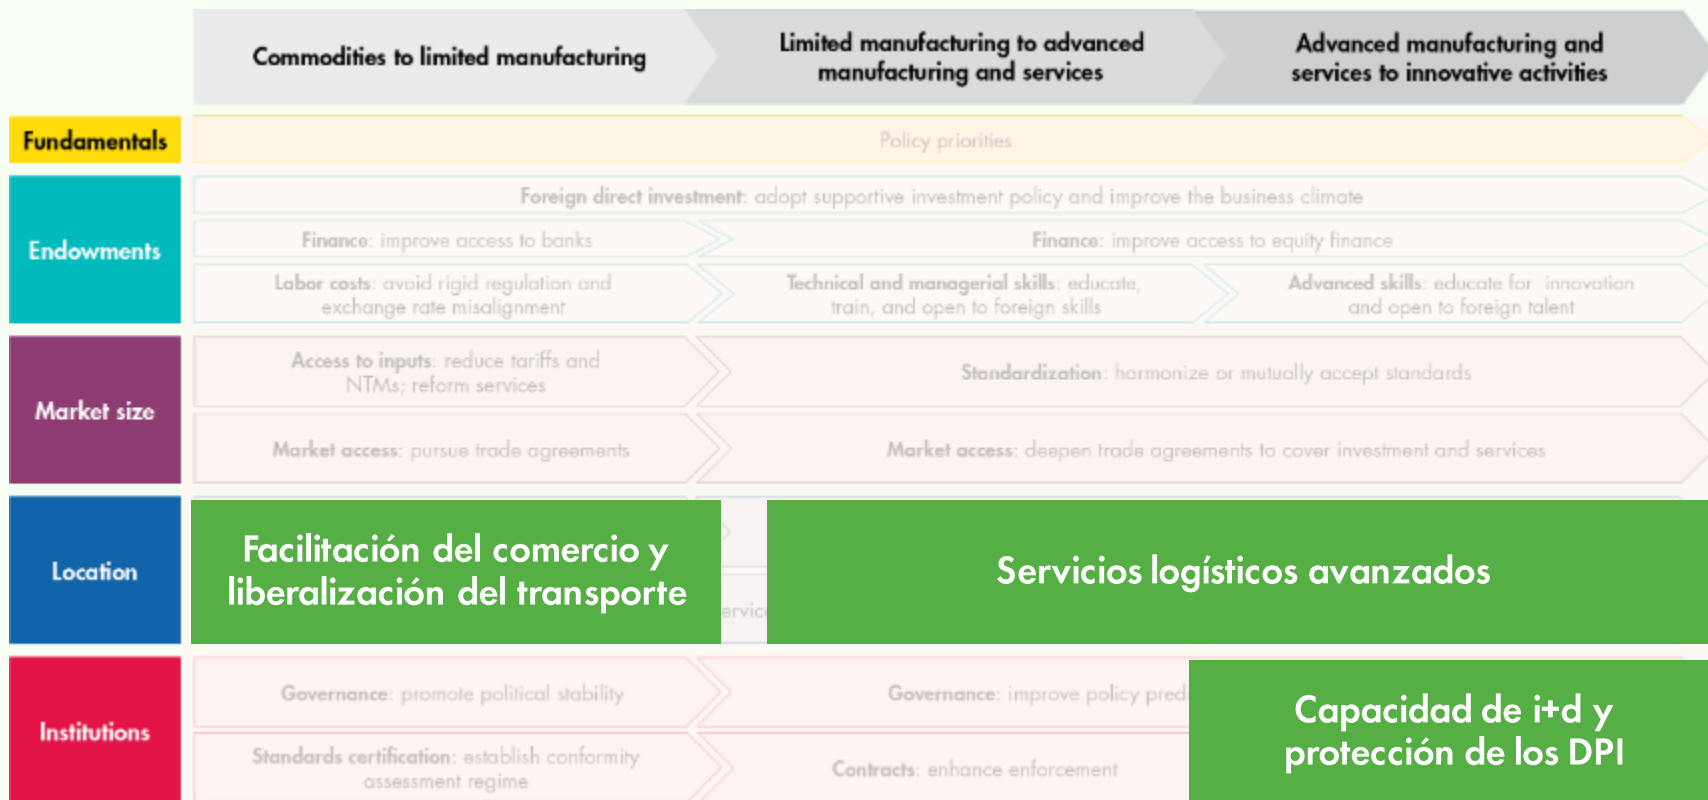 Commodities to limited manufacturing
Limited manufacturing to advanced
manufacturing and services
Advanced manufacturing and
services to innovative activities
Fundamentals
Policy priorities
Endowments
Foreign direct investment: adopt supportive investment policy and improve the business climate
Finance: improve access to banks
Finance: improve access to equity finance
Labor costs: avoid rigid regulation and
exchange rate misalignment
Technical and managerial skills: educate,
train, and open to foreign skills
Advanced skills: educate for innovation
and open to foreign talent
Market size
Access to inputs: reduce tariffs and
NTMs; reform services
Standardization: harmonize or mutually accept standards
Market access: pursue trade agreements
Market access: deepen trade agreements to cover investment and services
Location
Facilitación del comercio y
liberalización del transporte
Servicios logísticos avanzados
Institutions
Governance: promote political stability
Governance: improve policy
Standards certification: establish conformity
assessment regime
Contracts: enhance enforcement
Capacidad de i+d y
protección de los DPI